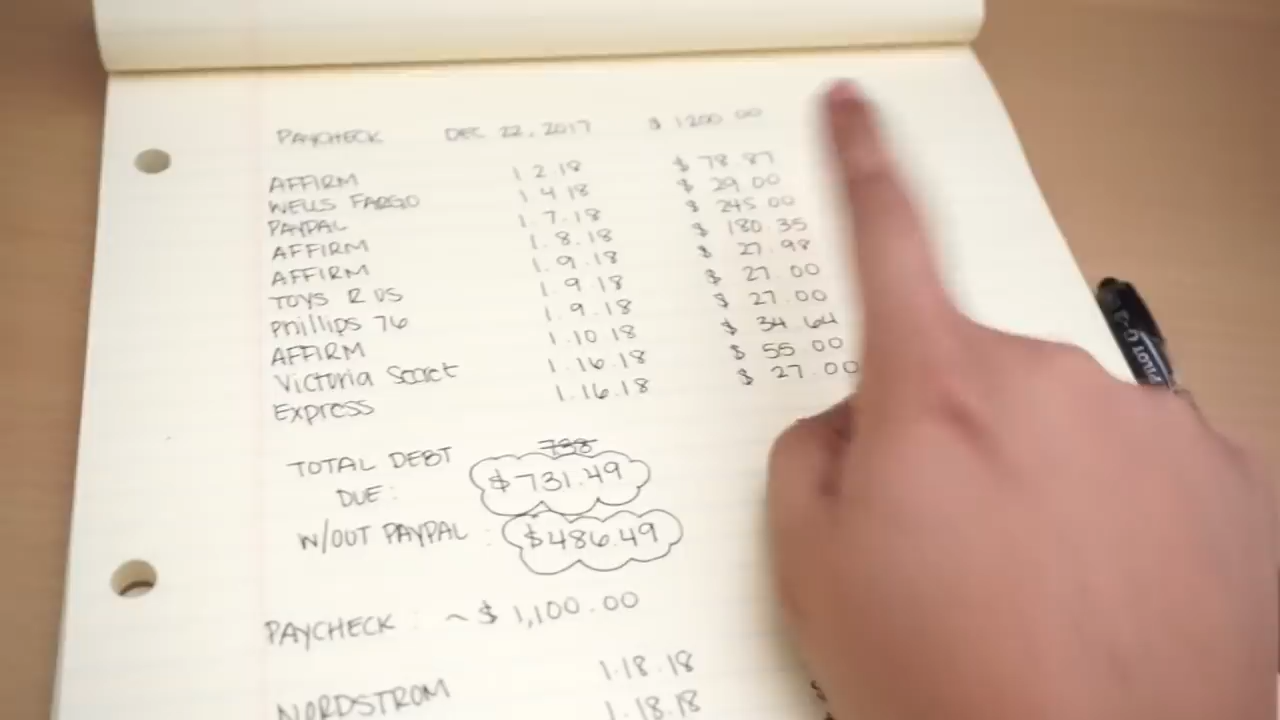 PAYCHECK DEC 22, 2017 $ 1200.00
AFFIRM 1.2.18 $ 78.87
WELLS FARGO 1.4.18 $ 29.00
PAYPAL 1.7.18 $ 245.00
AFFIRM 1.8.18 $ 180.35
AFFIRM 1.9.18 $ 27.98
TOYS R US 1.9.18 $ 27.00
Phillips 76 1.9.18 $ 27.00
AFFIRM 1.10.18 $ 34.64
Victoria Secret 1.16.18 $ 55.00
Express 1.16.18 $ 27.00
738
TOTAL DEBT $731.49
DUE:
W/OUT PAYPAL: $486.49
PAYCHECK: ~$ 1,100.00
1.18.18
NORDSTROM 1.18.18
$
PILOT G-2